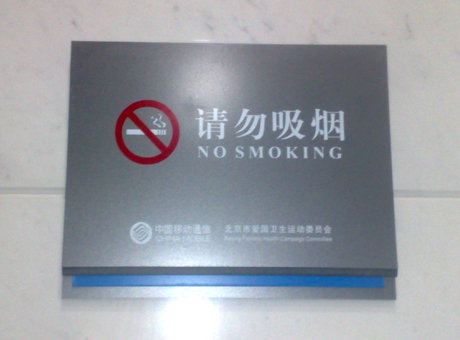 请勿吸烟
NO SMOKING
中国移动通信 北京市爱国卫生运动委员会
CHINA MOBILE Beijing Patriotic Health Campaign Committee